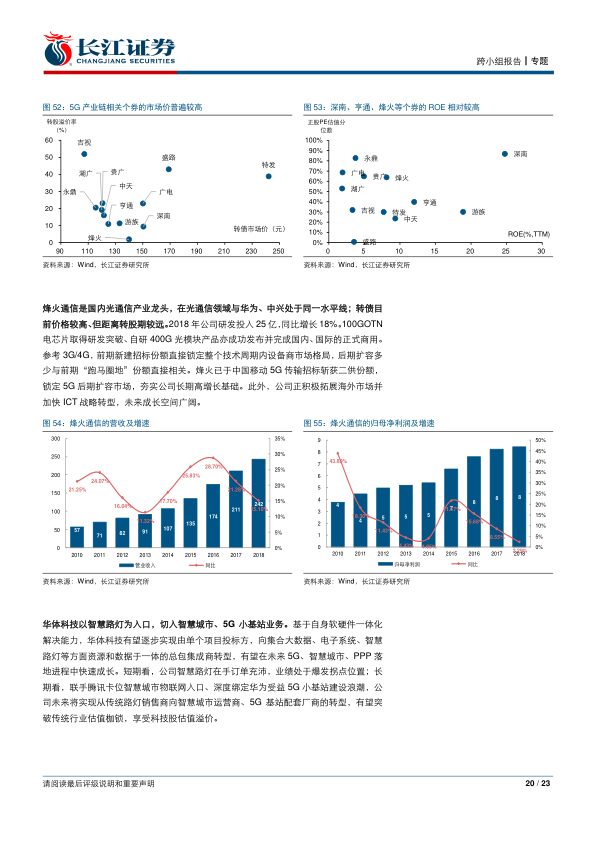 长江证券
CHANGJIANG SECURITIES
跨小组报告┃专题
图 52：5G 产业链相关个券的市场价普遍较高
转股溢价率
(%)
60
50
40
30
20
10
0
90 110 130 150 170 190 210 230 250
吉视
湖广
贵广
中天
永鼎
亨通
烽火
游族
深南
广电
盛路
特发
转债市场价（元）
资料来源：Wind，长江证券研究所
图 53：深南、亨通、烽火等个券的 ROE 相对较高
正股PE估值分
位数
100%
90%
80%
70%
60%
50%
40%
30%
20%
10%
0%
0 5 10 15 20 25 30
深南
永鼎
广电
贵广
烽火
湖广
亨通
吉视
特发
中天
游族
盛路
ROE(%,TTM)
资料来源：Wind，长江证券研究所
烽火通信是国内光通信产业龙头，在光通信领域与华为、中兴处于同一水平线；转债目
前价格较高、但距离转股期较远。2018 年公司研发投入 25 亿，同比增长 18%。100GOTN
电芯片取得研发突破、自研 400G 光模块产品亦成功发布并完成国内、国际的正式商用。
参考 3G/4G，前期新建招标份额直接锁定整个技术周期内设备商市场格局，后期扩容多
少与前期“跑马圈地”份额直接相关。烽火已于中国移动 5G 传输招标斩获二供份额，
锁定 5G 后期扩容市场，夯实公司长期高增长基础。此外，公司正积极拓展海外市场并
加快 ICT 战略转型，未来成长空间广阔。
图 54：烽火通信的营收及增速
300
250
200
150
100
50
0
35%
30%
25%
20%
15%
10%
5%
0%
57 71 82 91 107 135 174 211 242
21.25% 24.07% 16.04% 11.32% 17.70% 25.83% 28.70% 21.28% 15.10%
2010 2011 2012 2013 2014 2015 2016 2017 2018
营业收入 同比
资料来源：Wind，长江证券研究所
图 55：烽火通信的归母净利润及增速
9
8
7
6
5
4
3
2
1
0
50%
45%
40%
35%
30%
25%
20%
15%
10%
5%
0%
4 4 5 5 5 7 8 8 8
2010 2011 2012 2013 2014 2015 2016 2017 2018
归母净利润 同比
资料来源：Wind，长江证券研究所
华体科技以智慧路灯为入口，切入智慧城市、5G 小基站业务。基于自身软硬件一体化
解决能力，华体科技有望逐步实现由单个项目投标方，向集合大数据、电子系统、智慧
路灯等方面资源和数据于一体的总包集成商转型，有望在未来 5G、智慧城市、PPP 落
地进程中快速成长。短期看，公司智慧路灯在手订单充沛，业绩处于爆发拐点位置；长
期看，联手腾讯卡位智慧城市物联网入口、深度绑定华为受益 5G 小基站建设浪潮，公
司未来将实现从传统路灯销售商向智慧城市运营商、5G 基站配套厂商的转型，有望突
破传统行业估值枷锁，享受科技股估值溢价。
请阅读最后评级说明和重要声明
20 / 23